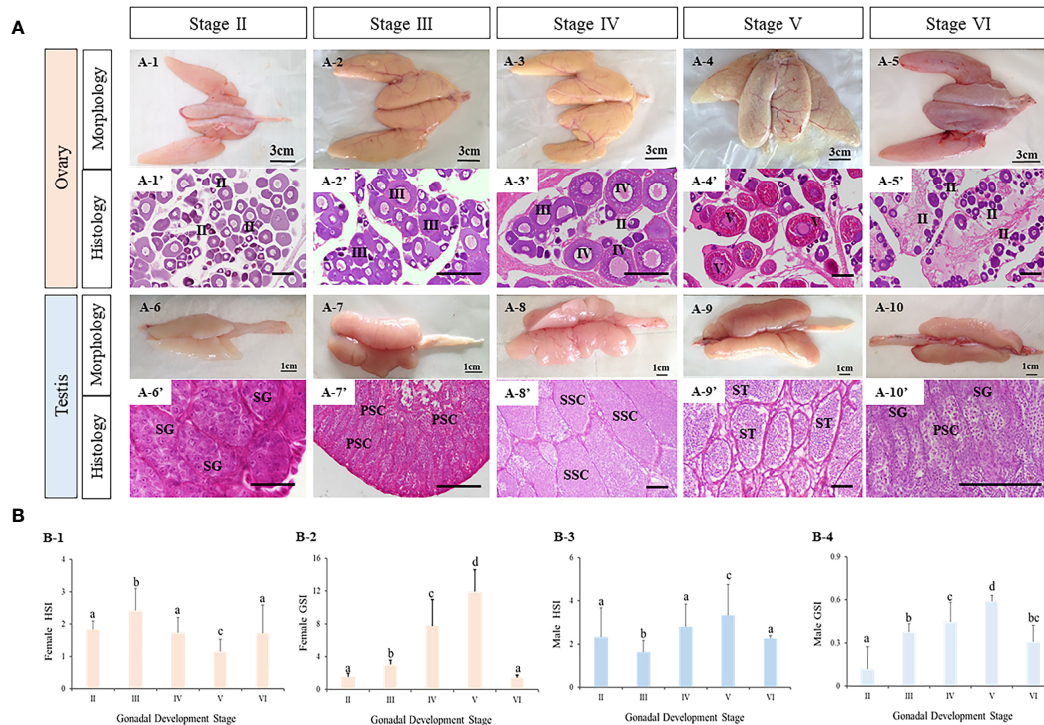 A
Stage II
Stage III
Stage IV
Stage V
Stage VI
Ovary
Morphology
A-1
3cm
A-2
3cm
A-3
3cm
A-4
3cm
A-5
3cm
Histology
A-1’
II
II
II
A-2’
III
III
III
III
A-3’
IV
III
II
IV
IV
A-4’
V
V
V
A-5’
II
II
II
II
Testis
Morphology
A-6
1cm
A-7
1cm
A-8
1cm
A-9
1cm
A-10
1cm
Histology
A-6’
SG
SG
SG
A-7’
PSC
PSC
PSC
A-8’
SSC
SSC
SSC
A-9’
ST
ST
ST
A-10’
SG
SG
PSC
B
B-1
Female HSI
4
3
2
1
0
a
b
a
c
a
II
III
IV
V
VI
Gonadal Development Stage
B-2
Female GSI
16
12
8
4
0
a
b
c
d
a
II
III
IV
V
VI
Gonadal Development Stage
B-3
Male HSI
6
4
2
0
a
b
a
c
a
II
III
IV
V
VI
Gonadal Development Stage
B-4
Male GSI
0.9
0.6
0.3
0
a
b
c
d
bc
II
III
IV
V
VI
Gonadal Development Stage